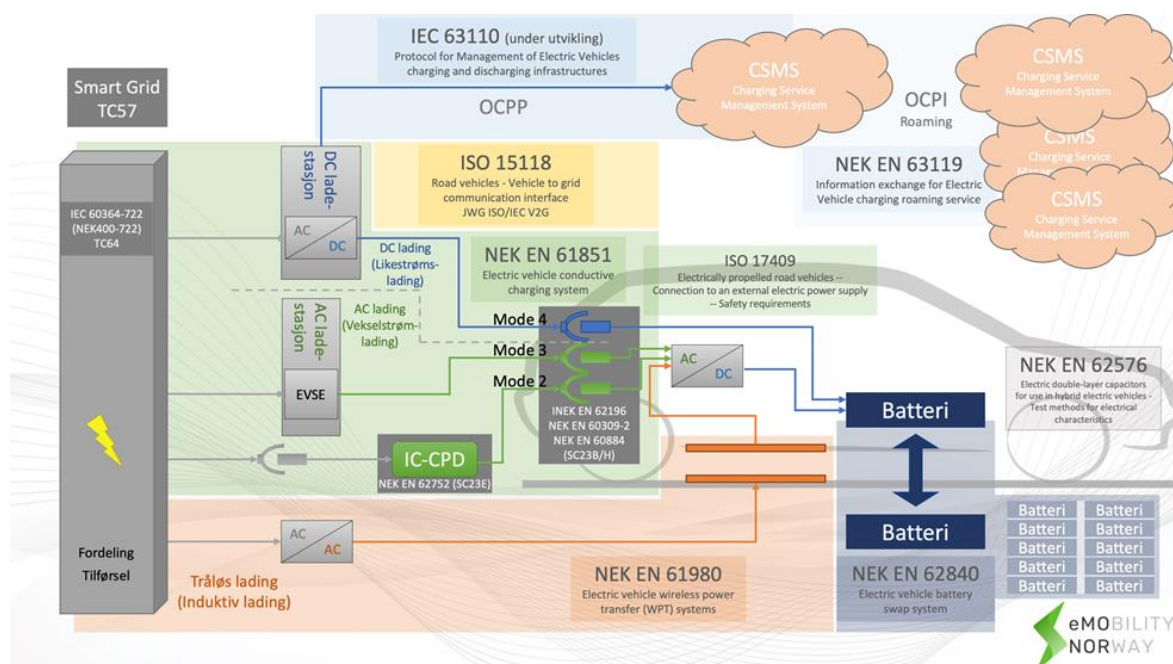 IEC 63110 (under utvikling)
Protocol for Management of Electric Vehicles
charging and discharging infrastructures
OCPP
CSMS
Charging Service
Management System
OCPI
Roaming
CSMS
Charging Service
Management System
CSMS
Charging Service
CSMS
Charging Service
Management System
NEK EN 63119
Information exchange for Electric
Vehicle charging roaming service
Smart Grid
TC57
IEC 60364-722
(NEK400-722)
TC64
Fordeling
Tilførsel
DC lade-
stasjon
AC
DC
ISO 15118
Road vehicles - Vehicle to grid
communication interface
JWG ISO/IEC V2G
DC lading
(Likestrøms-
lading)
NEK EN 61851
Electric vehicle conductive
charging system
ISO 17409
Electrically propelled road vehicles --
Connection to an external electric power supply
-- Safety requirements
AC lade-
stasjon
EVSE
AC lading
(Vekselstrøm-
lading)
Mode 4
Mode 3
Mode 2
AC
DC
INEK EN 62196
NEK EN 60309-2
NEK EN 60884
(SC23B/H)
IC-CPD
NEK EN 62752 (SC23E)
NEK EN 62576
Electric double-layer capacitors
for use in hybrid electric vehicles -
Test methods for electrical
characteristics
Batteri
Batteri
NEK EN 62840
Electric vehicle battery
swap system
Batteri Batteri
Batteri Batteri
Batteri Batteri
Batteri Batteri
Batteri Batteri
AC
AC
Tråløs lading
(Induktiv lading)
NEK EN 61980
Electric vehicle wireless power
transfer (WPT) systems
eMOBILITY
NORWAY